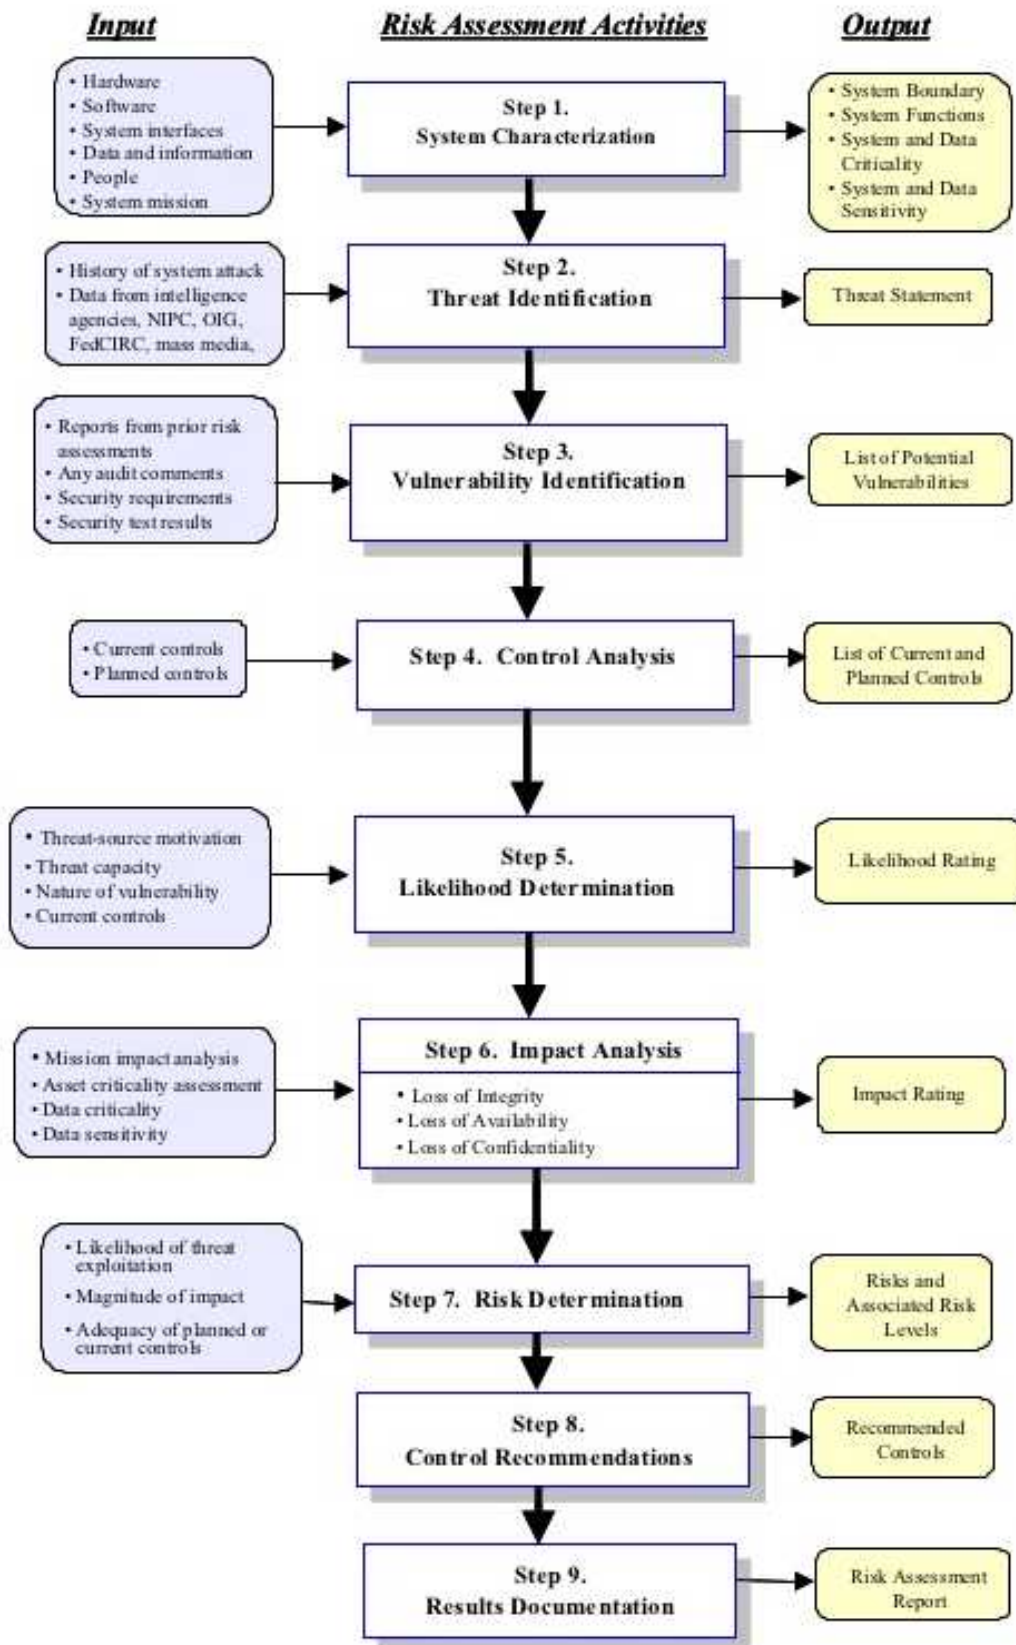 Input
Risk Assessment Activities
Output
• Hardware
• Software
• System interfaces
• Data and information
• People
• System mission
Step 1.
System Characterization
• System Boundary
• System Functions
• System and Data
Criticality
• System and Data
Sensitivity
• History of system attack
• Data from intelligence
agencies, NIPC, OIG,
FedCIRC, mass media,
Step 2.
Threat Identification
Threat Statement
• Reports from prior risk
assessments
• Any audit comments
• Security requirements
• Security test results
Step 3.
Vulnerability Identification
List of Potential
Vulnerabilities
• Current controls
• Planned controls
Step 4. Control Analysis
List of Current and
Planned Controls
• Threat-source motivation
• Threat capacity
• Nature of vulnerability
• Current controls
Step 5.
Likelihood Determination
Likelihood Rating
• Mission impact analysis
• Asset criticality assessment
• Data criticality
• Data sensitivity
Step 6. Impact Analysis
• Loss of Integrity
• Loss of Availability
• Loss of Confidentiality
Impact Rating
• Likelihood of threat
exploitation
• Magnitude of impact
• Adequacy of planned or
current controls
Step 7. Risk Determination
Risks and
Associated Risk
Levels
Step 8.
Control Recommendations
Recommended
Controls
Step 9.
Results Documentation
Risk Assessment
Report